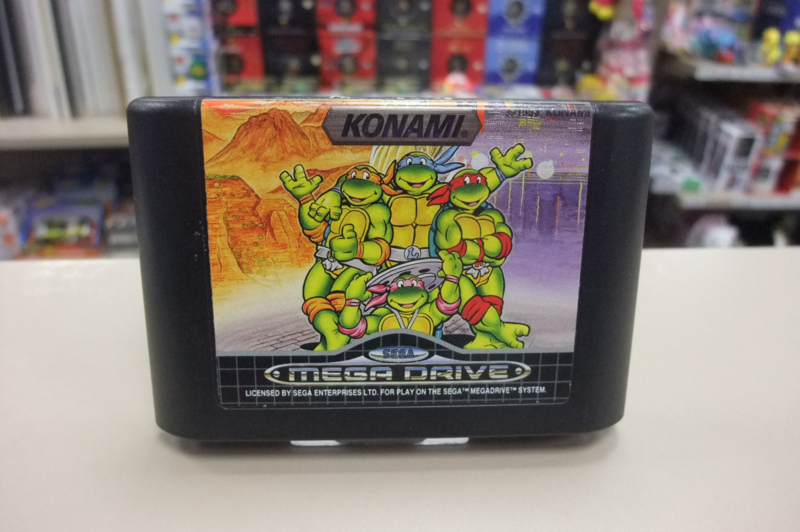 KONAMI®
SEGA
MEGA DRIVE
LICENSED BY SEGA ENTERPRISES LTD. FOR PLAY ON THE SEGA™ MEGADRIVE™ SYSTEM.